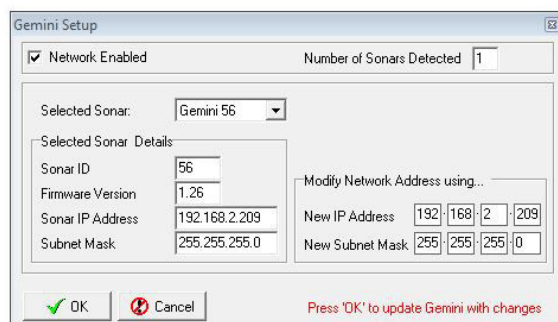 Gemini Setup
Network Enabled
Number of Sonars Detected 1
Selected Sonar: Gemini 56
Selected Sonar Details
Sonar ID 56
Firmware Version 1.26
Sonar IP Address 192.168.2.209
Subnet Mask 255.255.255.0
Modify Network Address using...
New IP Address 192 · 168 · 2 · 209
New Subnet Mask 255 · 255 · 255 · 0
OK
Cancel
Press 'OK' to update Gemini with changes